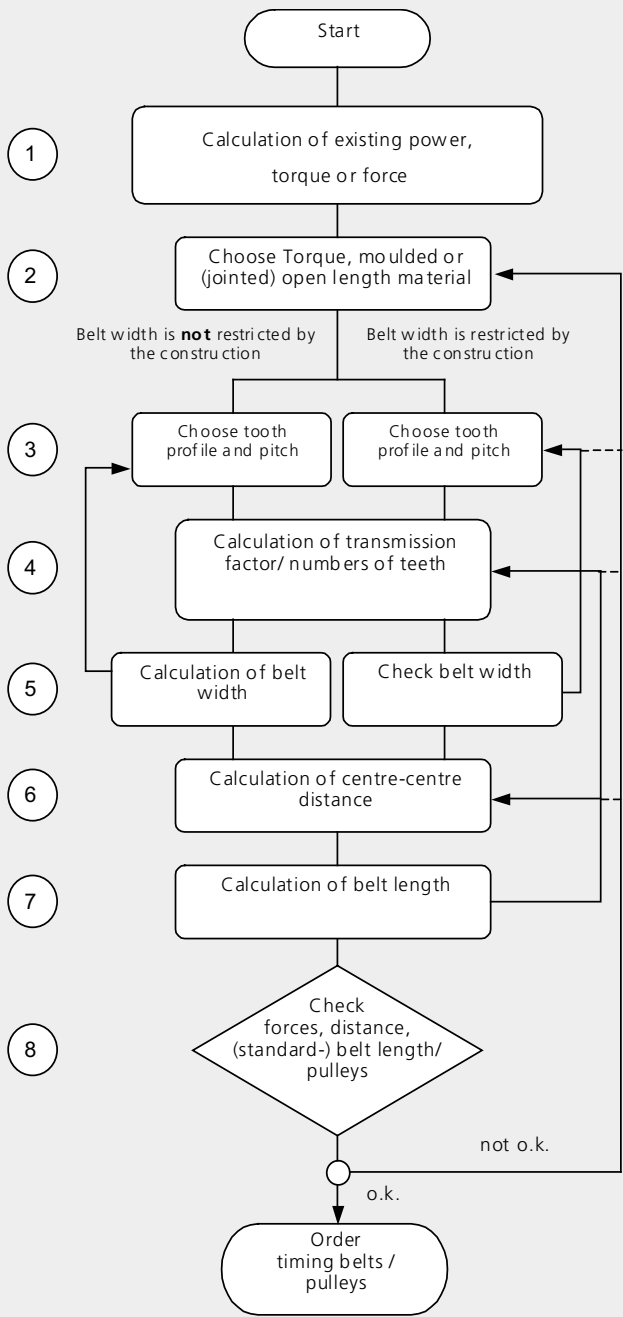 Start
1
Calculation of existing power,
torque or force
2
Choose Torque, moulded or
(jointed) open length material
Belt width is not restricted by
the construction
Belt width is restricted by
the construction
3
Choose tooth
profile and pitch
Choose tooth
profile and pitch
4
Calculation of transmission
factor/ numbers of teeth
5
Calculation of belt
width
Check belt width
6
Calculation of centre-centre
distance
7
Calculation of belt length
8
Check
forces, distance,
(standard-) belt length/
pulleys
not o.k.
o.k.
Order
timing belts /
pulleys